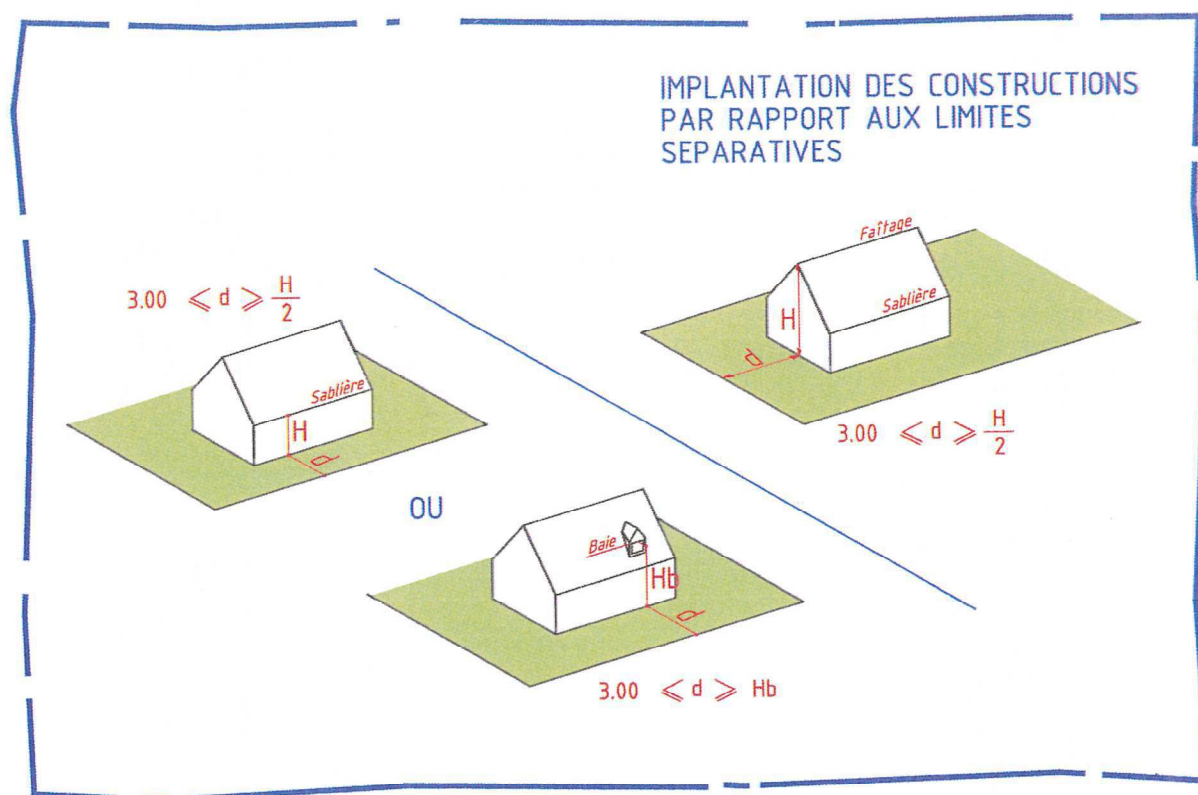 IMPLANTATION DES CONSTRUCTIONS
PAR RAPPORT AUX LIMITES
SEPARATIVES
3.00 ⩽ d ⩾ H/2
Sablière
H
d
Faîtage
Sablière
H
d
3.00 ⩽ d ⩾ H/2
OU
Baie
Hb
d
3.00 ⩽ d ⩾ Hb